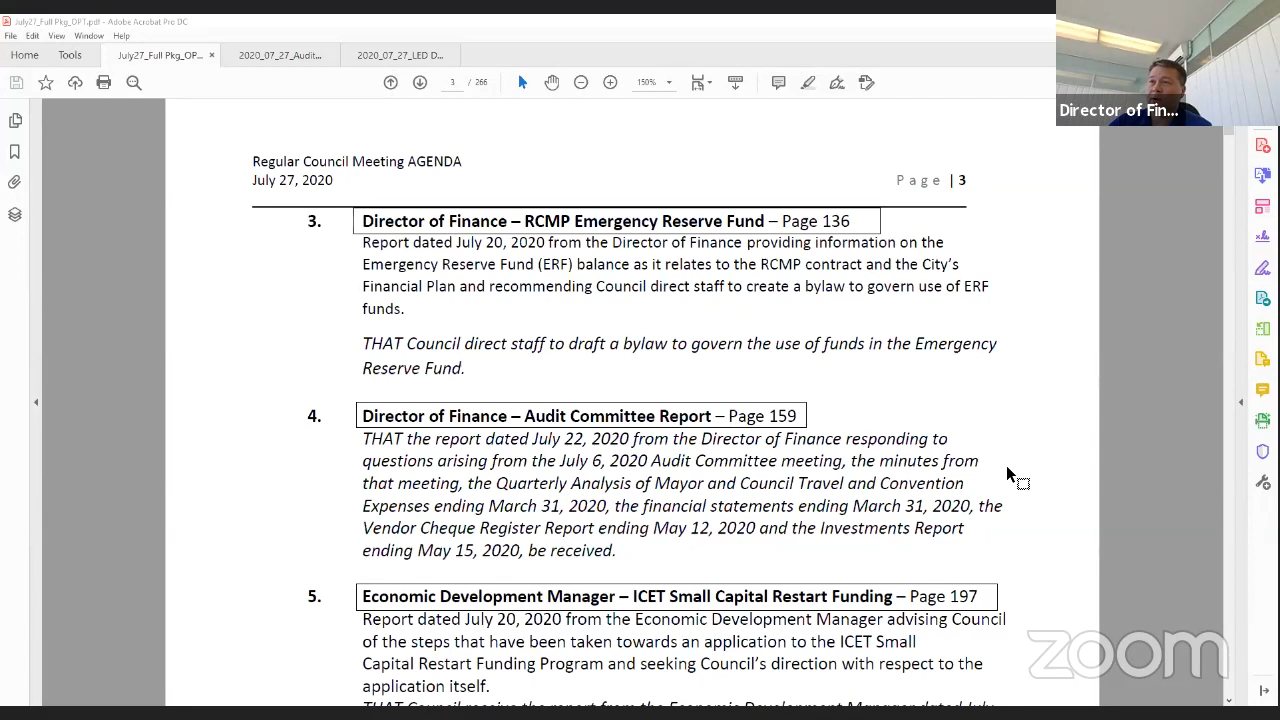 July27_Full Pkg_OPT.pdf - Adobe Acrobat Pro DC
File Edit View Window Help
Home Tools July27_Full Pkg_OP... × 2020_07_27_Audit... 2020_07_27_LED D...
3 / 266 150%
Director of Fin...
Regular Council Meeting AGENDA
July 27, 2020
Page | 3
3. Director of Finance – RCMP Emergency Reserve Fund – Page 136
Report dated July 20, 2020 from the Director of Finance providing information on the
Emergency Reserve Fund (ERF) balance as it relates to the RCMP contract and the City's
Financial Plan and recommending Council direct staff to create a bylaw to govern use of ERF
funds.
THAT Council direct staff to draft a bylaw to govern the use of funds in the Emergency
Reserve Fund.
4. Director of Finance – Audit Committee Report – Page 159
THAT the report dated July 22, 2020 from the Director of Finance responding to
questions arising from the July 6, 2020 Audit Committee meeting, the minutes from
that meeting, the Quarterly Analysis of Mayor and Council Travel and Convention
Expenses ending March 31, 2020, the financial statements ending March 31, 2020, the
Vendor Cheque Register Report ending May 12, 2020 and the Investments Report
ending May 15, 2020, be received.
5. Economic Development Manager – ICET Small Capital Restart Funding – Page 197
Report dated July 20, 2020 from the Economic Development Manager advising Council
of the steps that have been taken towards an application to the ICET Small
Capital Restart Funding Program and seeking Council's direction with respect to the
application itself.
THAT Council receive the report from the Economic Development Manager dated July
zoom